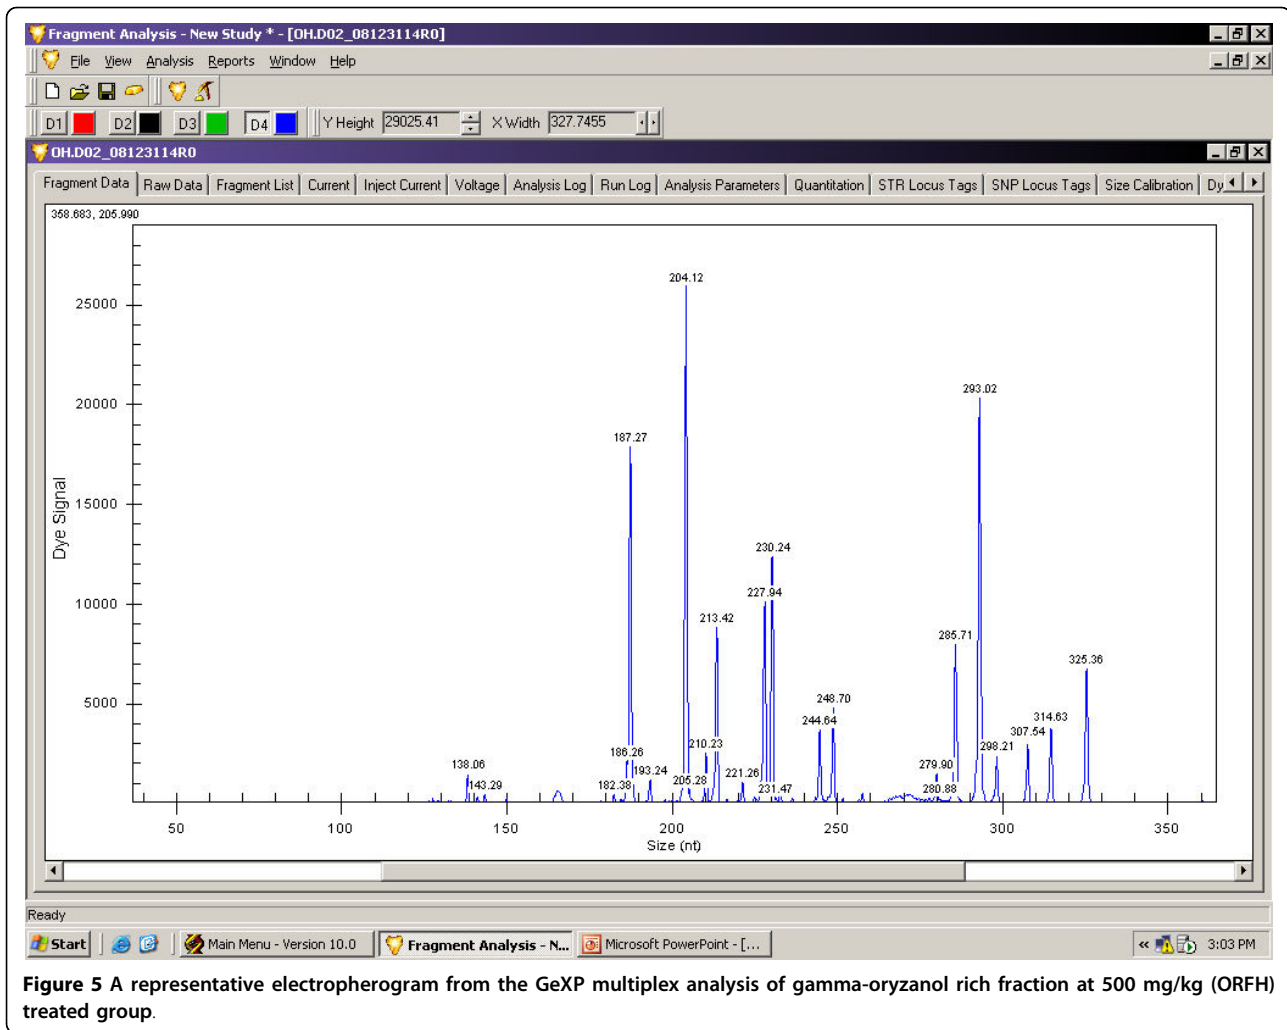 Fragment Analysis - New Study * - [OH.D02_08123114R0]
File View Analysis Reports Window Help
D1 D2 D3 D4 Y Height 29025.41 X Width 327.7455
OH.D02_08123114R0
Fragment Data Raw Data Fragment List Current Inject Current Voltage Analysis Log Run Log Analysis Parameters Quantitation STR Locus Tags SNP Locus Tags Size Calibration Dy
358.683, 205.990
204.12
25000
293.02
20000
187.27
Dye Signal
15000
230.24
227.94
10000
213.42
285.71
325.36
5000
248.70
244.64
314.63
307.54
210.23
298.21
186.26
138.06
193.24
279.90
221.26
143.29
182.38
205.28
231.47
280.88
50 100 150 200 250 300 350
Size (nt)
Ready
Start Main Menu - Version 10.0 Fragment Analysis - N... Microsoft PowerPoint - [... « 3:03 PM
Figure 5 A representative electropherogram from the GeXP multiplex analysis of gamma-oryzanol rich fraction at 500 mg/kg (ORFH)
treated group.